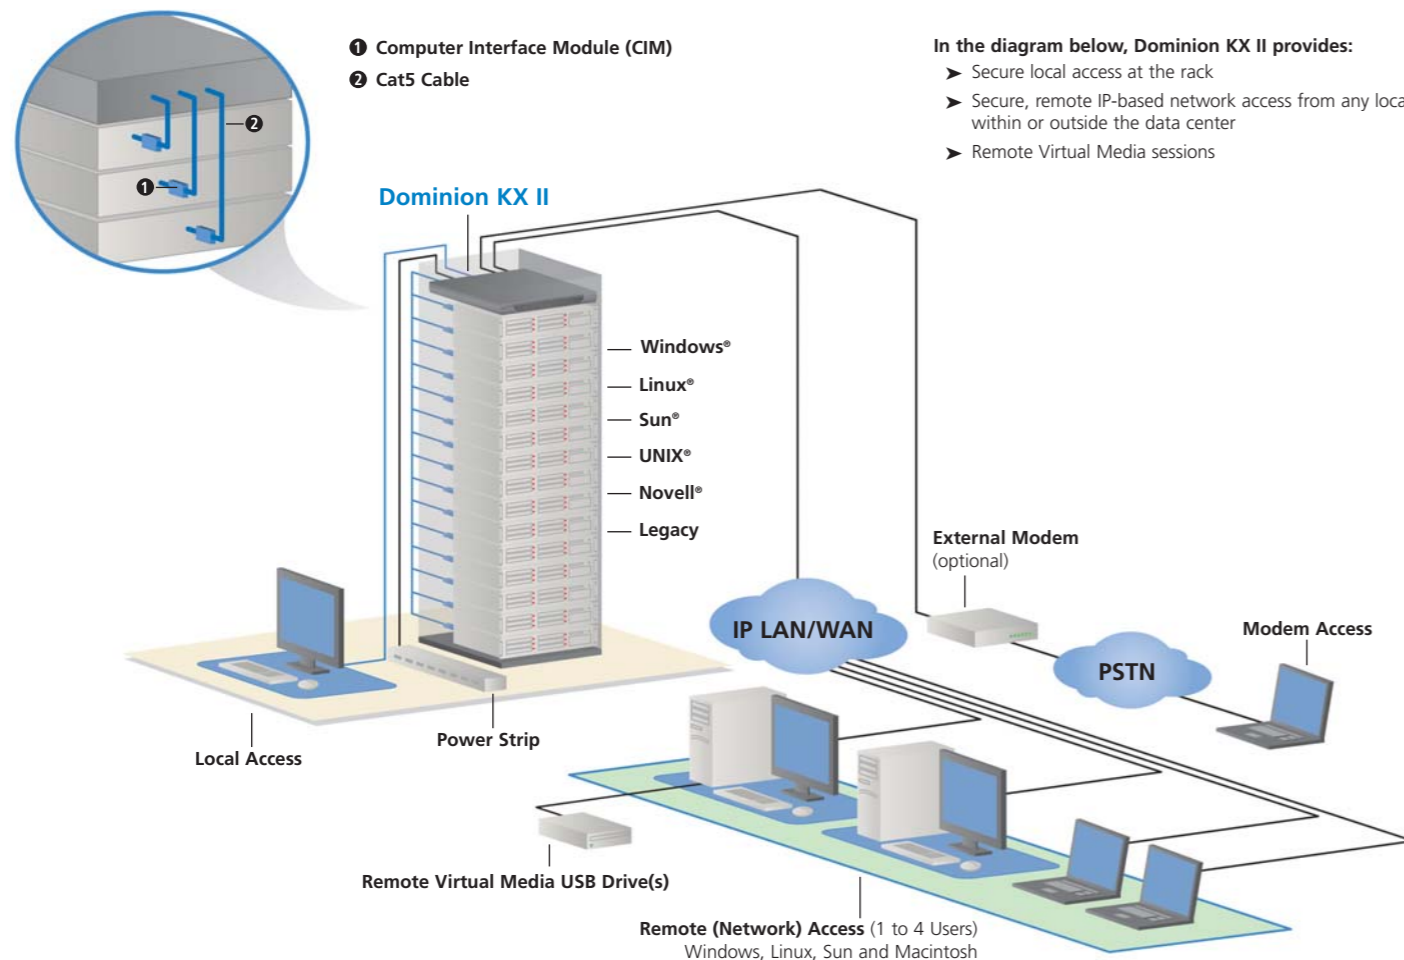 ❶ Computer Interface Module (CIM)
❷ Cat5 Cable
In the diagram below, Dominion KX II provides:
➤ Secure local access at the rack
➤ Secure, remote IP-based network access from any
within or outside the data center
➤ Remote Virtual Media sessions
❷
❶
Dominion KX II
Windows®
Linux®
Sun®
UNIX®
Novell®
Legacy
External Modem
(optional)
IP LAN/WAN
PSTN
Modem Access
Local Access
Power Strip
Remote Virtual Media USB Drive(s)
Remote (Network) Access (1 to 4 Users)
Windows, Linux, Sun and Macintosh